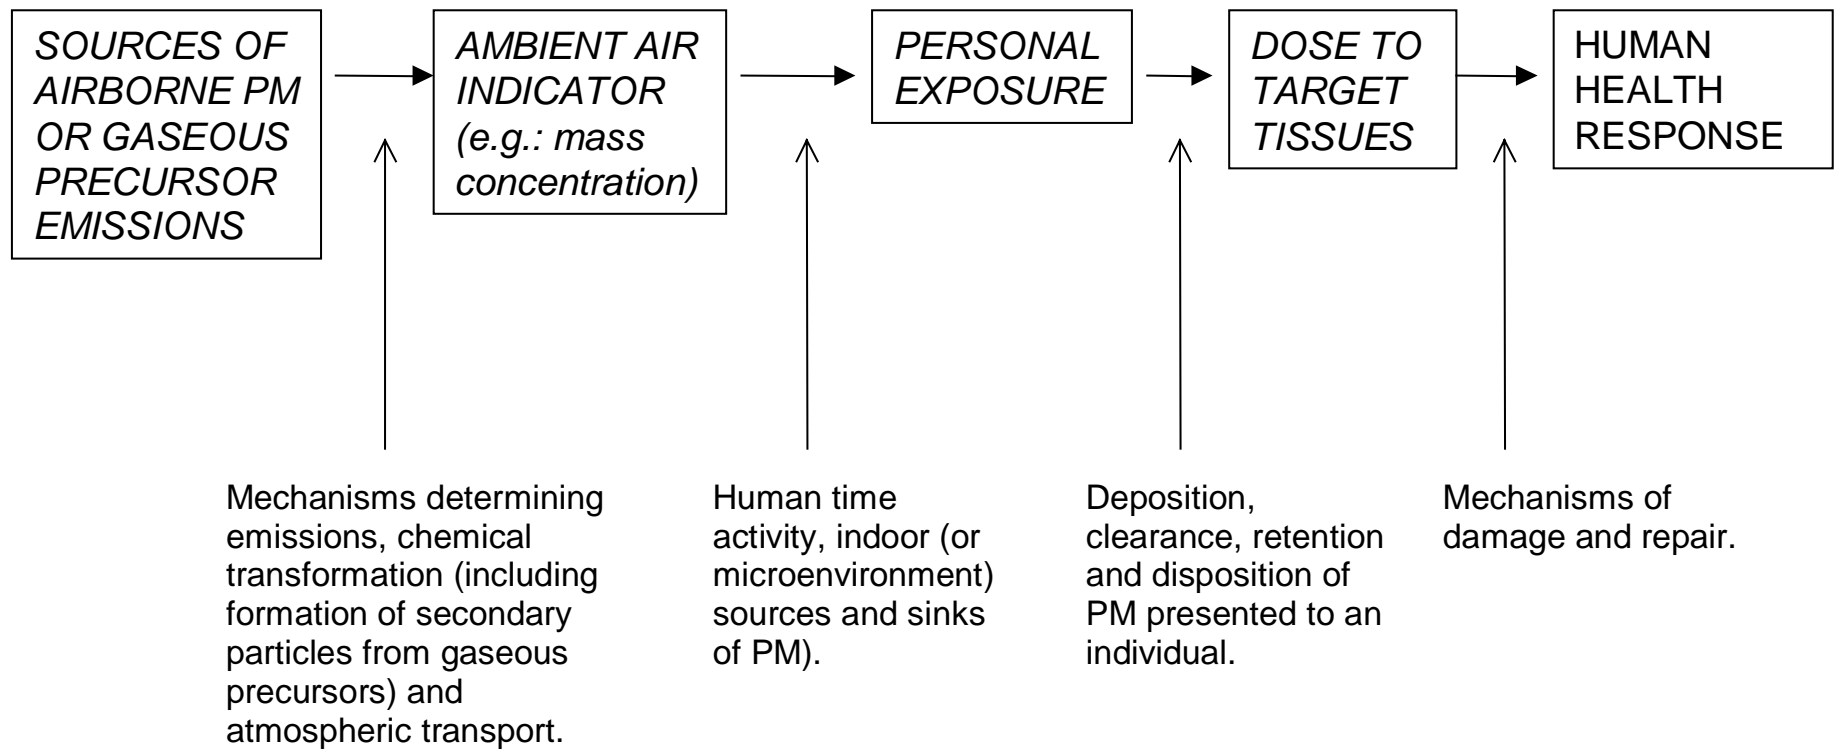 SOURCES OF
AIRBORNE PM
OR GASEOUS
PRECURSOR
EMISSIONS
AMBIENT AIR
INDICATOR
(e.g.: mass
concentration)
PERSONAL
EXPOSURE
DOSE TO
TARGET
TISSUES
HUMAN
HEALTH
RESPONSE
Mechanisms determining
emissions, chemical
transformation (including
formation of secondary
particles from gaseous
precursors) and
atmospheric transport.
Human time
activity, indoor (or
microenvironment)
sources and sinks
of PM).
Deposition,
clearance, retention
and disposition of
PM presented to an
individual.
Mechanisms of
damage and repair.